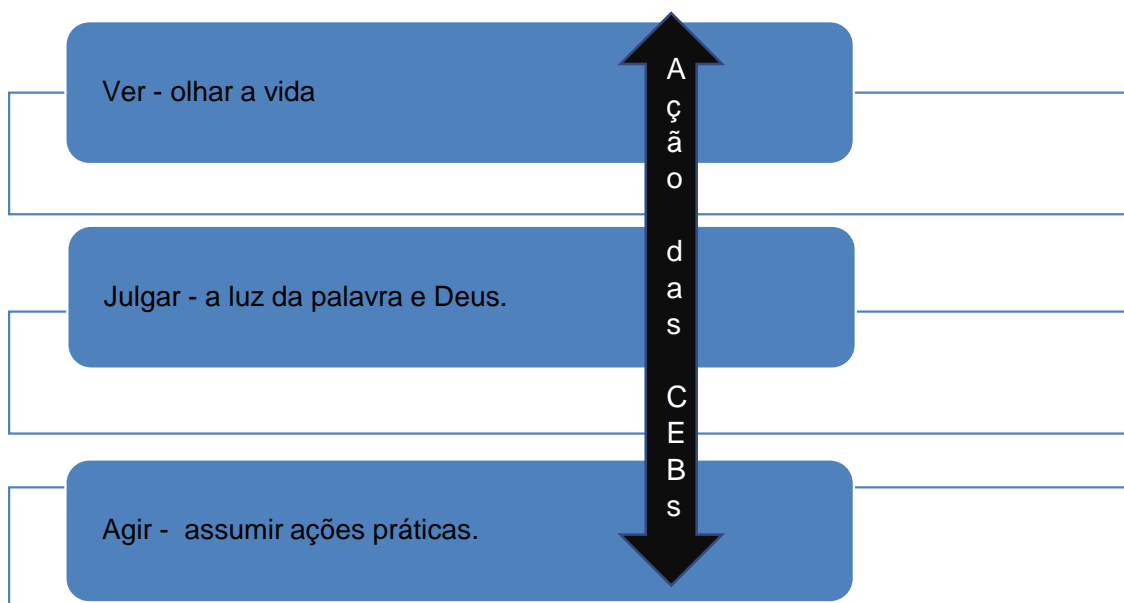 Ver - olhar a vida
Julgar - a luz da palavra e Deus.
Agir - assumir ações práticas.
Ação das CEBs